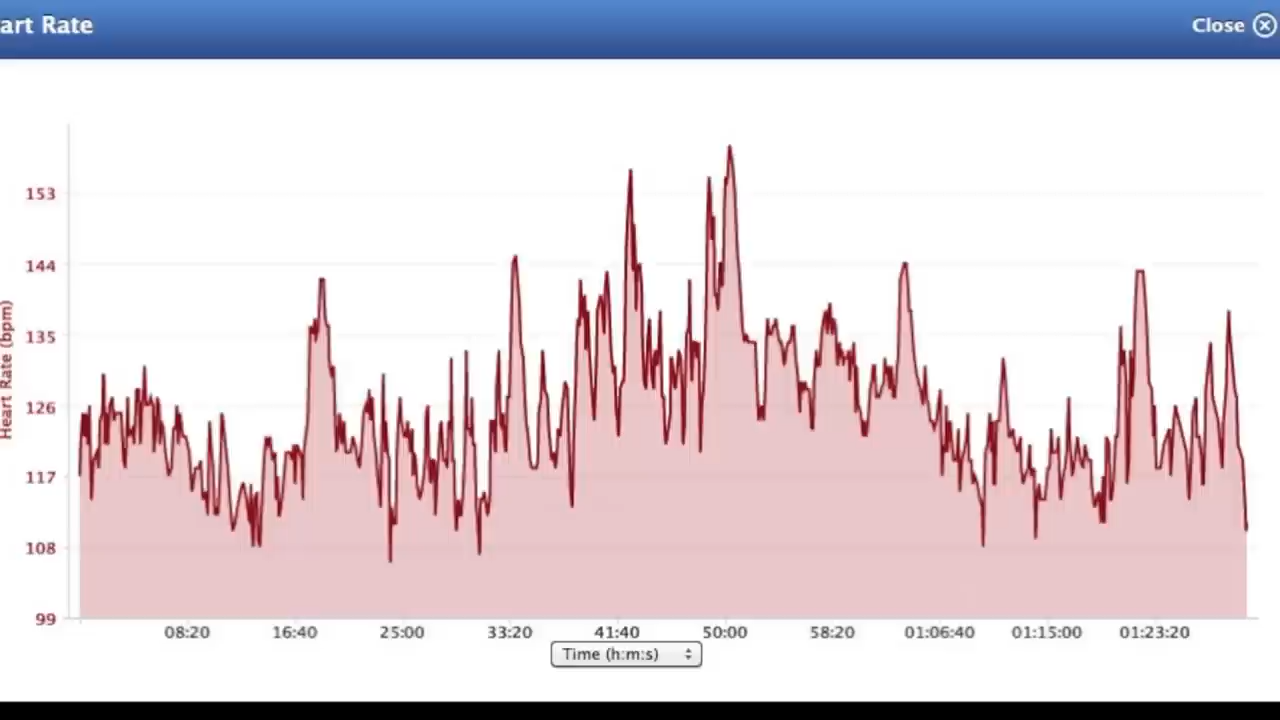 art Rate
Close
153
144
135
126
117
108
99
Heart Rate (bpm)
08:20 16:40 25:00 33:20 41:40 50:00 58:20 01:06:40 01:15:00 01:23:20
Time (h:m:s)